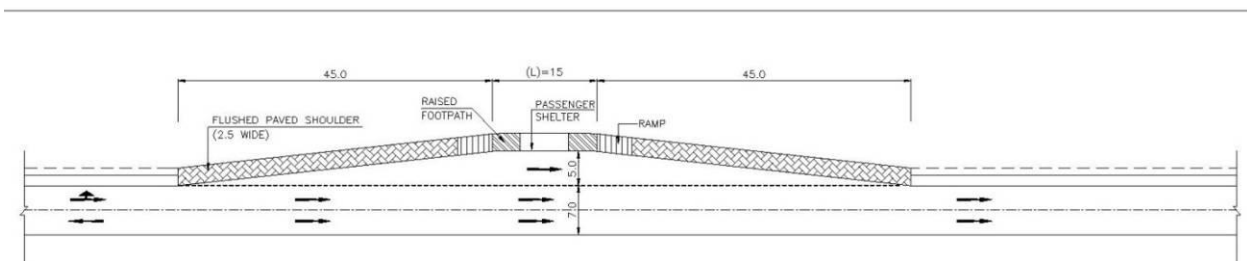 45.0
(L)=15
45.0
RAISED
FOOTPATH
PASSENGER
SHELTER
RAMP
FLUSHED PAVED SHOULDER
(2.5 WIDE)
5.0
7.0